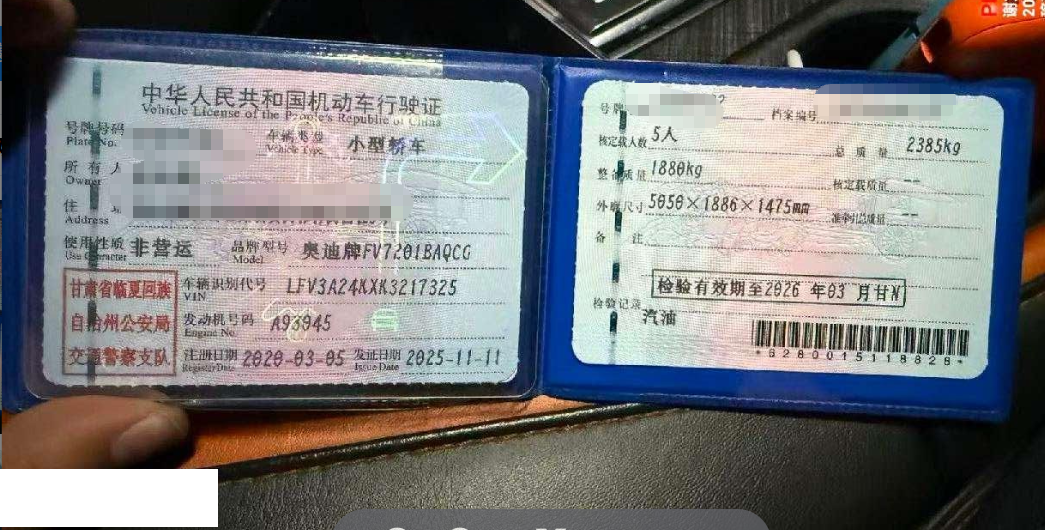 中华人民共和国机动车行驶证
Vehicle License of the People's Republic of China
号牌号码
Plate No.
车辆类型 小型轿车
Vehicle Type
所有人
Owner
住
Address
使用性质 非营运 品牌型号 奥迪牌FV7201BAQCG
Use Character Model
甘肃省临夏回族
自治州公安局
交通警察支队
车辆识别代号 LFV3A24KXK3217325
VIN
发动机号码 A93945
Engine No.
注册日期 2020-03-05 发证日期 2025-11-11
Register Date Issue Date
号牌
档案编号
核定载人数 5人 总质量 2385kg
整备质量 1880kg 核定载质量 --
外廓尺寸 5050×1886×1475mm 准牵引总质量 --
备注
检验有效期至2026年03月甘N
检验记录
汽油
*6280015118828*